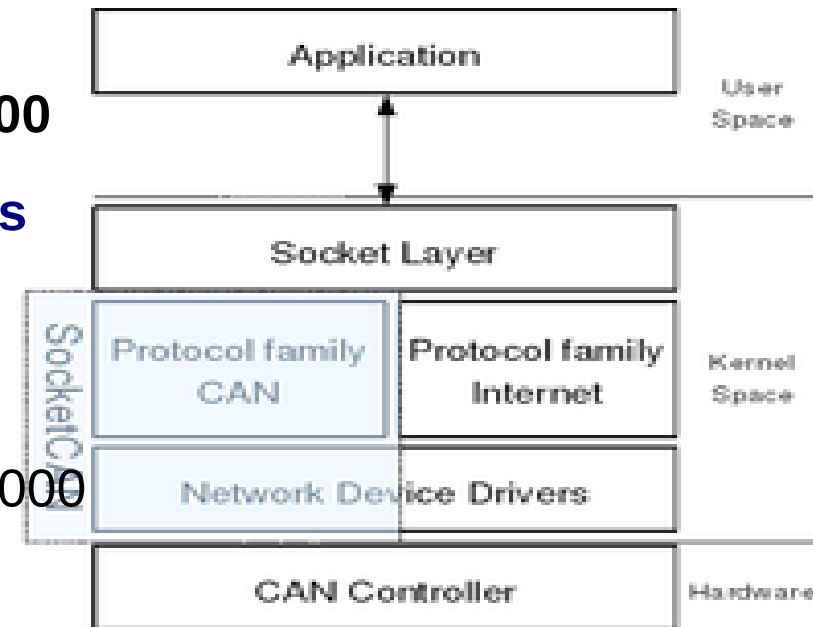 Application
User
Space
00
s
Socket Layer
SocketCAN
Protocol family
CAN
Protocol family
Internet
Kernel
Space
000
Network Device Drivers
CAN Controller
Hardware